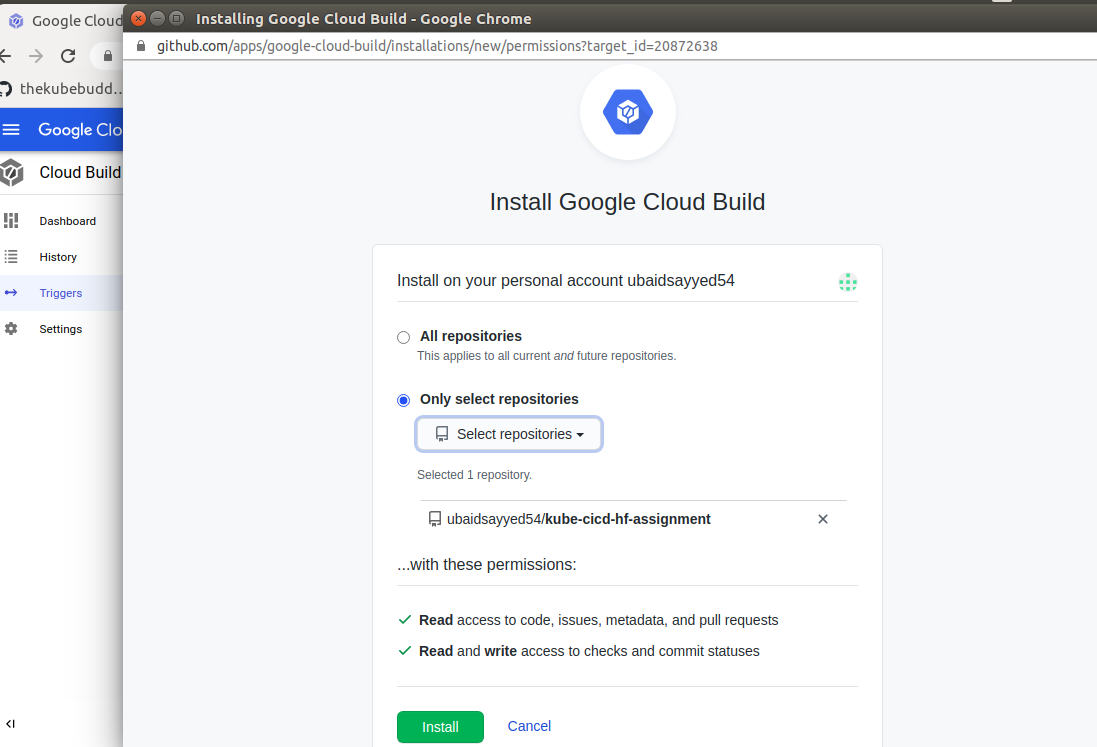 Google Cloud
Installing Google Cloud Build - Google Chrome
github.com/apps/google-cloud-build/installations/new/permissions?target_id=20872638
thekubebudd...
Google Clo
Cloud Build
Dashboard
History
Triggers
Settings
Install Google Cloud Build
Install on your personal account ubaidsayyed54
All repositories
This applies to all current and future repositories.
Only select repositories
Select repositories
Selected 1 repository.
ubaidsayyed54/kube-cicd-hf-assignment
...with these permissions:
Read access to code, issues, metadata, and pull requests
Read and write access to checks and commit statuses
Install
Cancel